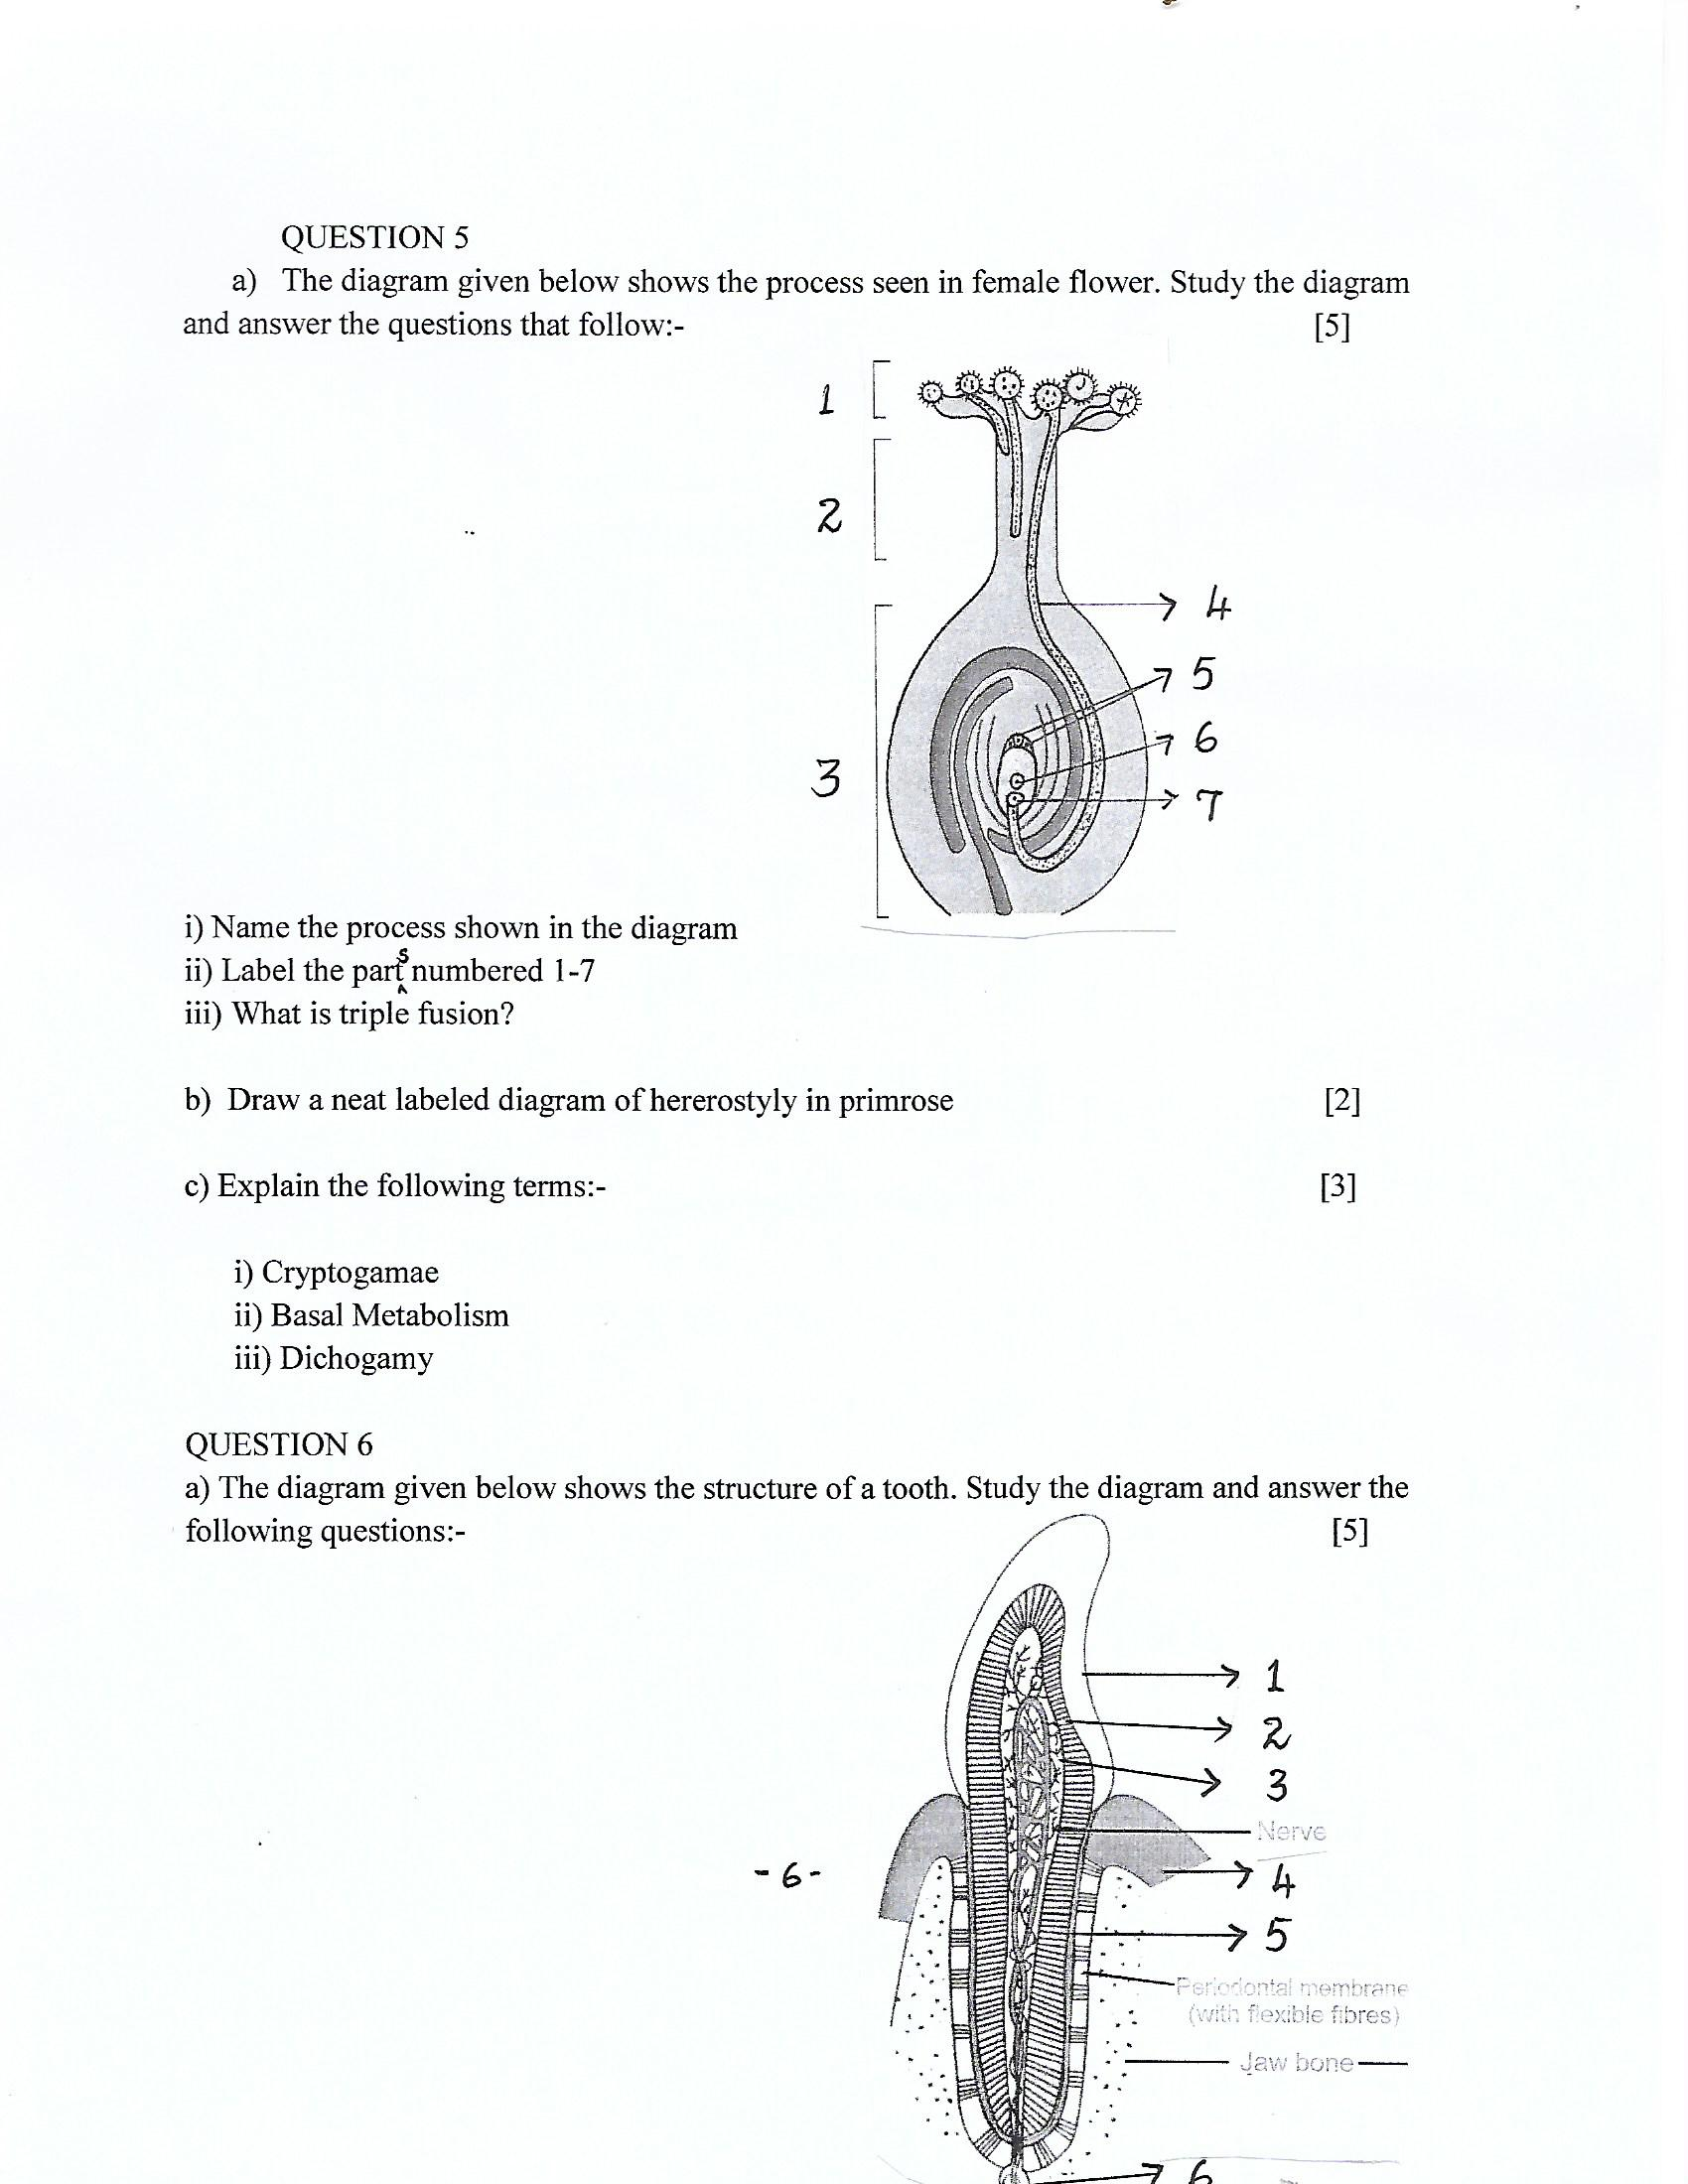 QUESTION 5
a) The diagram given below shows the process seen in female flower. Study the diagram
and answer the questions that follow:- [5]
1
2
4
5
6
3
7
i) Name the process shown in the diagram
ii) Label the parts numbered 1-7
iii) What is triple fusion?
b) Draw a neat labeled diagram of hererostyly in primrose [2]
c) Explain the following terms:- [3]
i) Cryptogamae
ii) Basal Metabolism
iii) Dichogamy
QUESTION 6
a) The diagram given below shows the structure of a tooth. Study the diagram and answer the
following questions:- [5]
1
2
3
Nerve
-6-
4
5
Periodontal membrane
(with flexible fibres)
Jaw bone
6